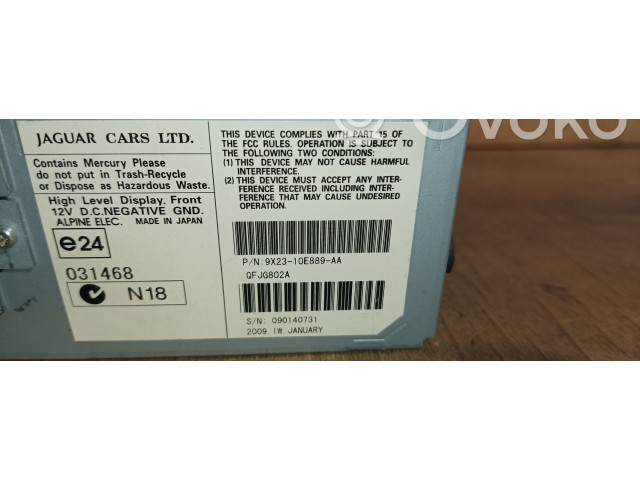 JAGUAR CARS LTD.
Contains Mercury Please
do not put in Trash-Recycle
or Dispose as Hazardous Waste.
High Level Display, Front
12V D.C.NEGATIVE GND.
ALPINE ELEC. MADE IN JAPAN
e24
031468
N18
THIS DEVICE COMPLIES WITH PART 15 OF
THE FCC RULES. OPERATION IS SUBJECT TO
THE FOLLOWING TWO CONDITIONS:
(1) THIS DEVICE MAY NOT CAUSE HARMFUL
INTERFERENCE.
(2) THIS DEVICE MUST ACCEPT ANY INTER-
FERENCE RECEIVED INCLUDING INTER-
FERENCE THAT MAY CAUSE UNDESIRED
OPERATION.
P/N:9X23-10E889-AA
QFJG802A
S/N: 090140731
2009. IW. JANUARY
OVOKO